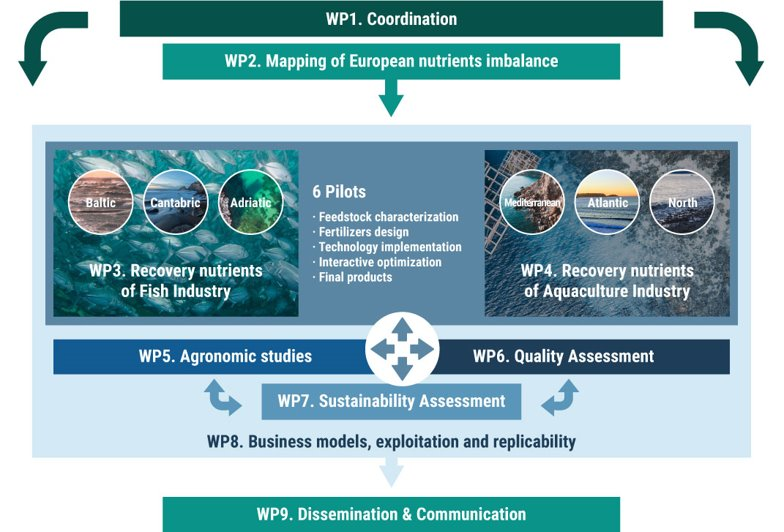 WP1. Coordination
WP2. Mapping of European nutrients imbalance
Baltic
Cantabric
Adriatic
WP3. Recovery nutrients
of Fish Industry
6 Pilots
· Feedstock characterization
· Fertilizers design
· Technology implementation
· Interactive optimization
· Final products
Mediterranean
Atlantic
North
WP4. Recovery nutrients
of Aquaculture Industry
WP5. Agronomic studies
WP6. Quality Assessment
WP7. Sustainability Assessment
WP8. Business models, exploitation and replicability
WP9. Dissemination & Communication